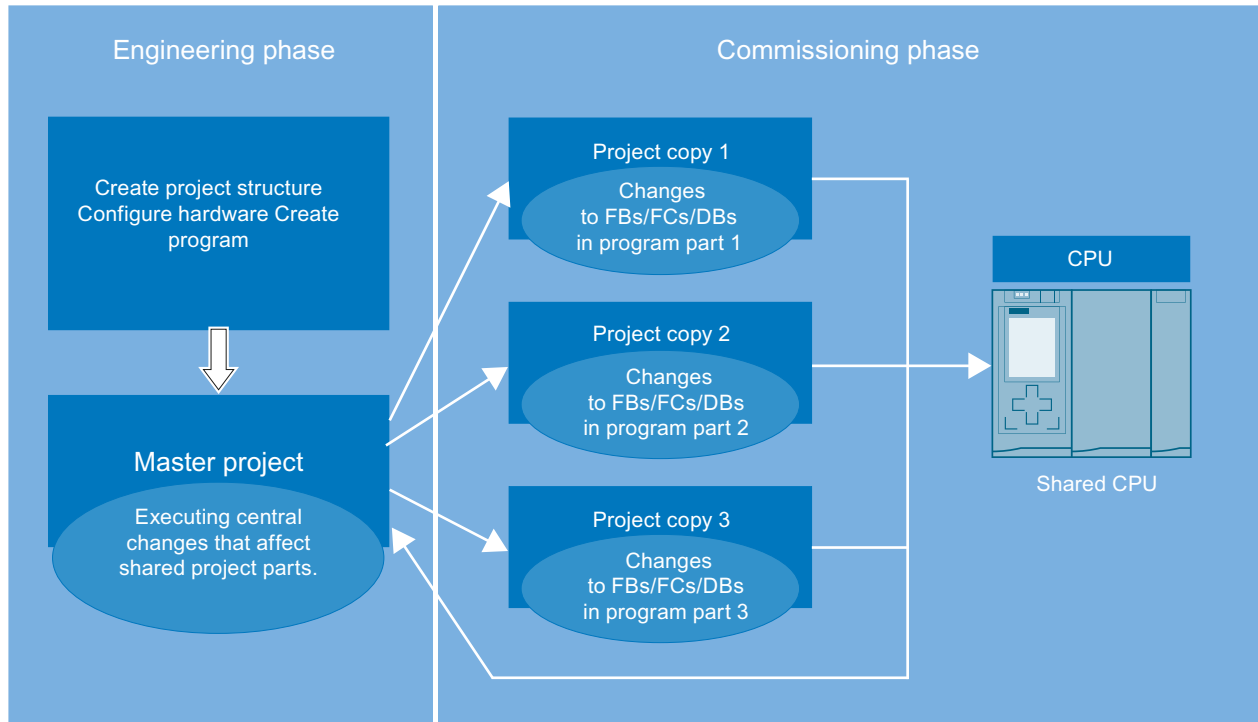 Engineering phase
Commissioning phase
Create project structure
Configure hardware Create
program
Master project
Executing central
changes that affect
shared project parts.
Project copy 1
Changes
to FBs/FCs/DBs
in program part 1
Project copy 2
Changes
to FBs/FCs/DBs
in program part 2
Project copy 3
Changes
to FBs/FCs/DBs
in program part 3
CPU
Shared CPU